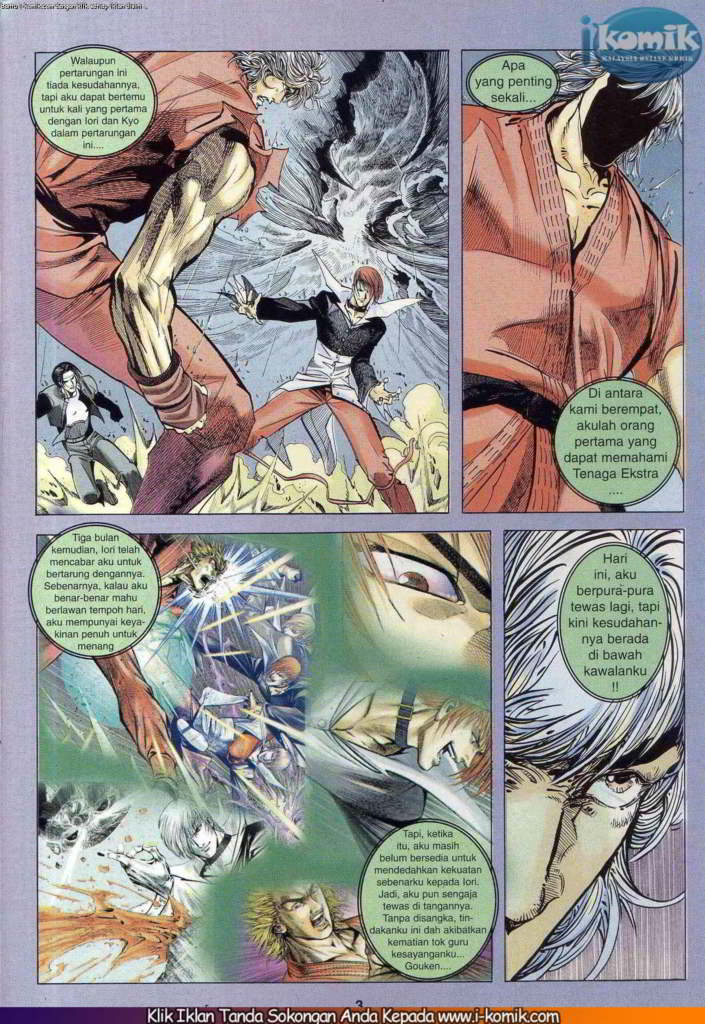 ikomik
MALAYSIA ONLINE KOMIK
Walaupun
pertarungan ini
tiada kesudahannya,
tapi aku dapat bertemu
untuk kali yang pertama
dengan Iori dan Kyo
dalam pertarungan
ini....
Apa
yang penting
sekali...
Di antara
kami berempat,
akulah orang
pertama yang
dapat memahami
Tenaga Ekstra
....
Tiga bulan
kemudian, Iori telah
mencabar aku untuk
bertarung dengannya.
Sebenarnya, kalau aku
benar-benar mahu
berlawan tempoh hari,
aku mempunyai keya-
kinan penuh untuk
menang
Tapi, ketika
itu, aku masih
belum bersedia untuk
mendedahkan kekuatan
sebenarku kepada Iori.
Jadi, aku pun sengaja
tewas di tangannya.
Tanpa disangka, tin-
dakanku ini dah akibatkan
kematian tok guru
kesayanganku...
Gouken....
Hari
ini, aku
berpura-pura
tewas lagi, tapi
kini kesudahan-
nya berada
di bawah
kawalanku
!!
3
Klik Iklan Tanda Sokongan Anda Kepada www.i-komik.com